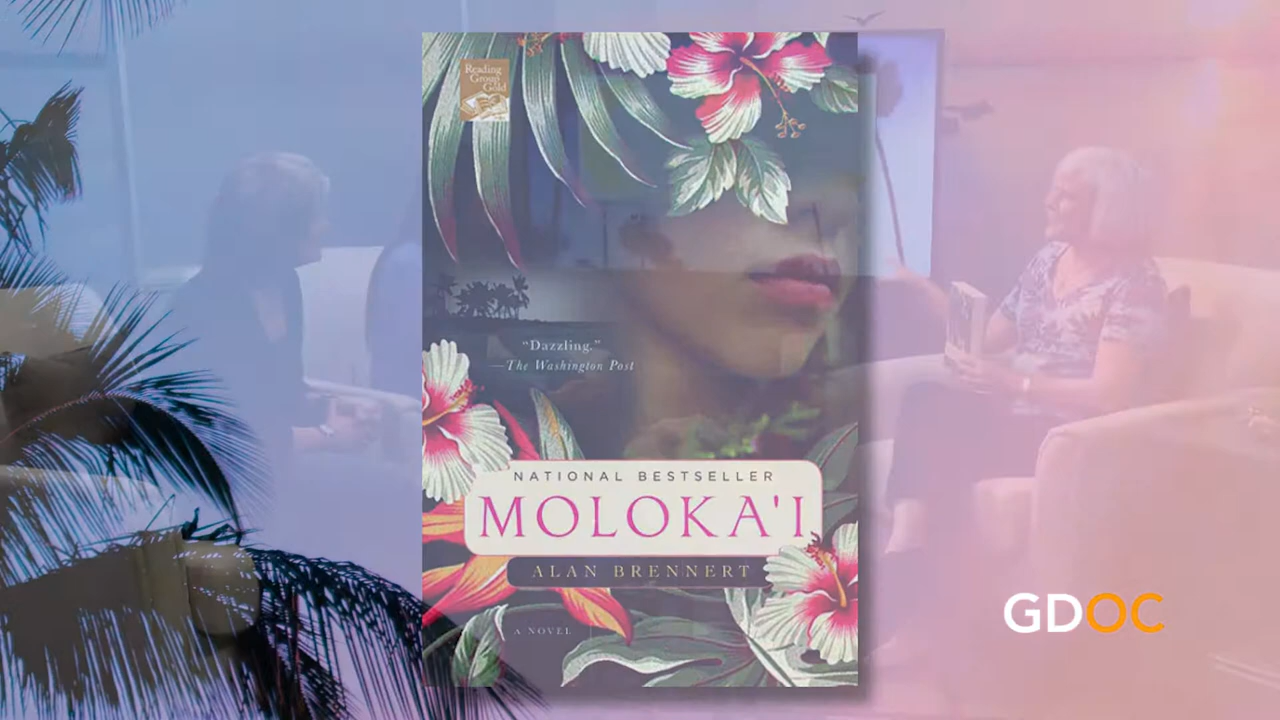 Reading
Group
Gold
“Dazzling.”
—The Washington Post
NATIONAL BESTSELLER
MOLOKA'I
ALAN BRENNERT
A NOVEL
GDOC